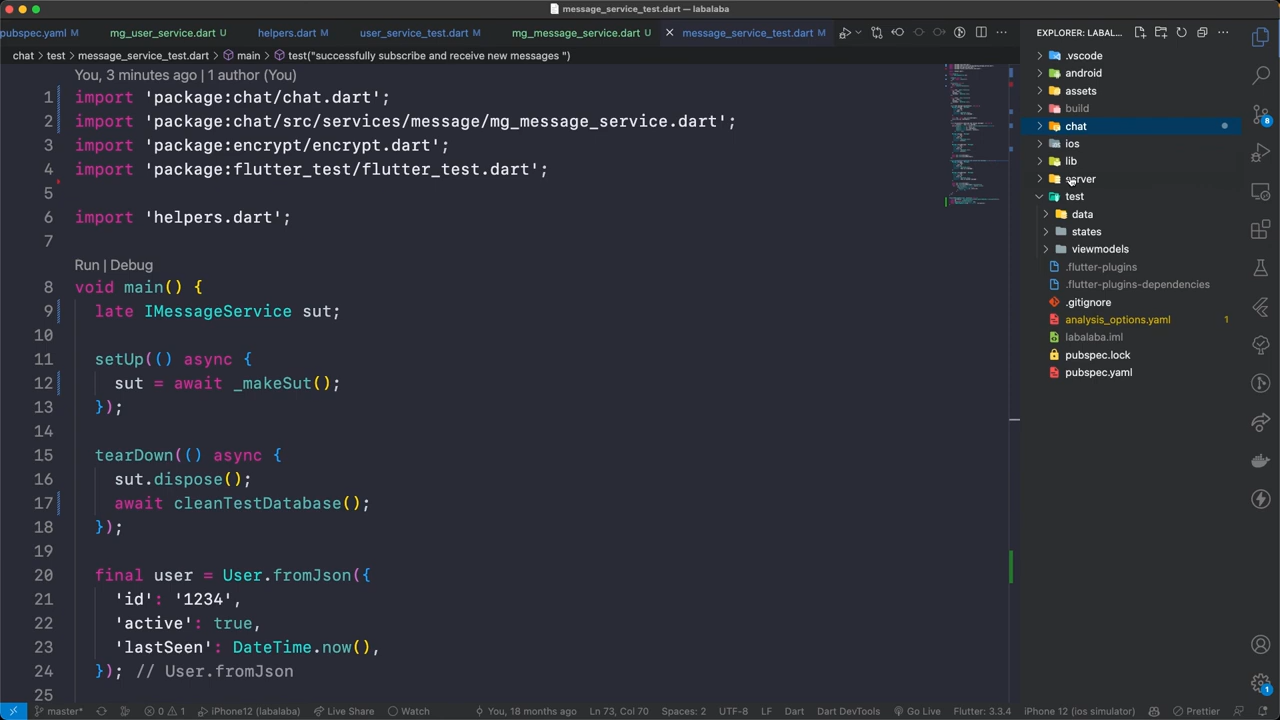 message_service_test.dart — labalaba
pubspec.yaml M
mg_user_service.dart U
helpers.dart M
user_service_test.dart M
mg_message_service.dart U
message_service_test.dart M
EXPLORER: LABAL...
chat > test > message_service_test.dart > main > test("successfully subscribe and receive new messages ")
You, 3 minutes ago | 1 author (You)
1 import 'package:chat/chat.dart';
2 import 'package:chat/src/services/message/mg_message_service.dart';
3 import 'package:encrypt/encrypt.dart';
4 import 'package:flutter_test/flutter_test.dart';
5
6 import 'helpers.dart';
7
Run | Debug
8 void main() {
9 late IMessageService sut;
10
11 setUp(() async {
12 sut = await _makeSut();
13 });
14
15 tearDown(() async {
16 sut.dispose();
17 await cleanTestDatabase();
18 });
19
20 final user = User.fromJson({
21 'id': '1234',
22 'active': true,
23 'lastSeen': DateTime.now(),
24 }); // User.fromJson
25
.vscode
android
assets
build
chat
ios
lib
server
test
data
states
viewmodels
.flutter-plugins
.flutter-plugins-dependencies
.gitignore
analysis_options.yaml 1
labalaba.iml
pubspec.lock
pubspec.yaml
8
1
master*
0
1
iPhone12 (labalaba)
Live Share
Watch
You, 18 months ago
Ln 73, Col 70
Spaces: 2
UTF-8
LF
Dart
Dart DevTools
Go Live
Flutter: 3.3.4
iPhone 12 (ios simulator)
Prettier